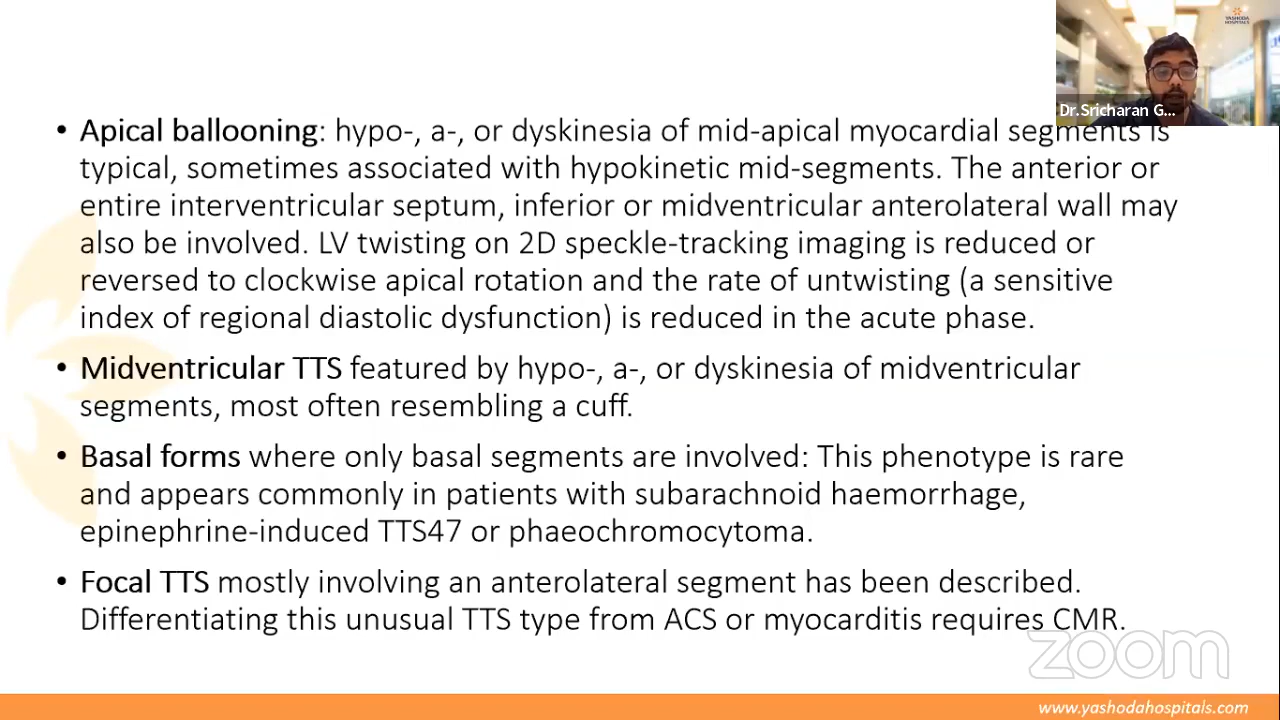 YASHODA
HOSPITALS
Dr.Sricharan G...
• Apical ballooning: hypo-, a-, or dyskinesia of mid-apical myocardial segments is
typical, sometimes associated with hypokinetic mid-segments. The anterior or
entire interventricular septum, inferior or midventricular anterolateral wall may
also be involved. LV twisting on 2D speckle-tracking imaging is reduced or
reversed to clockwise apical rotation and the rate of untwisting (a sensitive
index of regional diastolic dysfunction) is reduced in the acute phase.
• Midventricular TTS featured by hypo-, a-, or dyskinesia of midventricular
segments, most often resembling a cuff.
• Basal forms where only basal segments are involved: This phenotype is rare
and appears commonly in patients with subarachnoid haemorrhage,
epinephrine-induced TTS47 or phaeochromocytoma.
• Focal TTS mostly involving an anterolateral segment has been described.
Differentiating this unusual TTS type from ACS or myocarditis requires CMR.
zoom
www.yashodahospitals.com